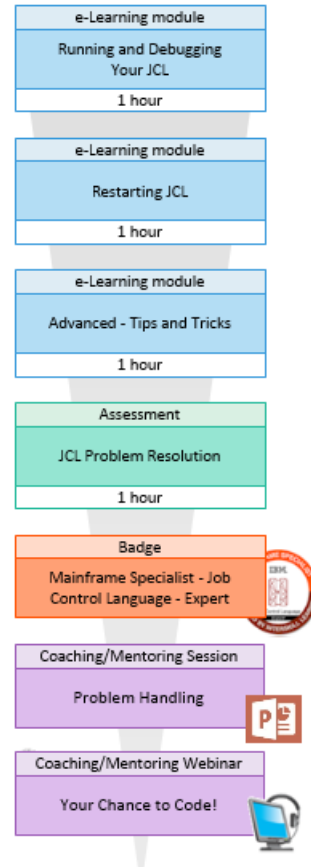 e-Learning module
Running and Debugging
Your JCL
1 hour
e-Learning module
Restarting JCL
1 hour
e-Learning module
Advanced - Tips and Tricks
1 hour
Assessment
JCL Problem Resolution
1 hour
Badge
Mainframe Specialist - Job
Control Language - Expert
IBM
Coaching/Mentoring Session
Problem Handling
P
Coaching/Mentoring Webinar
Your Chance to Code!